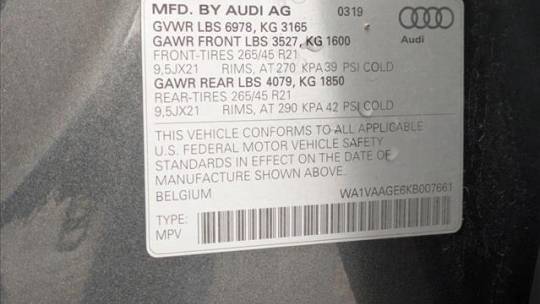 MFD. BY AUDI AG 0319
GVWR LBS 6978, KG 3165
GAWR FRONT LBS 3527, KG 1600
Audi
FRONT-TIRES 265/45 R21
9,5JX21 RIMS, AT 270 KPA 39 PSI COLD
GAWR REAR LBS 4079, KG 1850
REAR-TIRES 265/45 R21
9,5JX21 RIMS, AT 290 KPA 42 PSI COLD
THIS VEHICLE CONFORMS TO ALL APPLICABLE
U.S. FEDERAL MOTOR VEHICLE SAFETY
STANDARDS IN EFFECT ON THE DATE OF
MANUFACTURE SHOWN ABOVE.
BELGIUM WA1VAAGE6KB007661
TYPE:
MPV